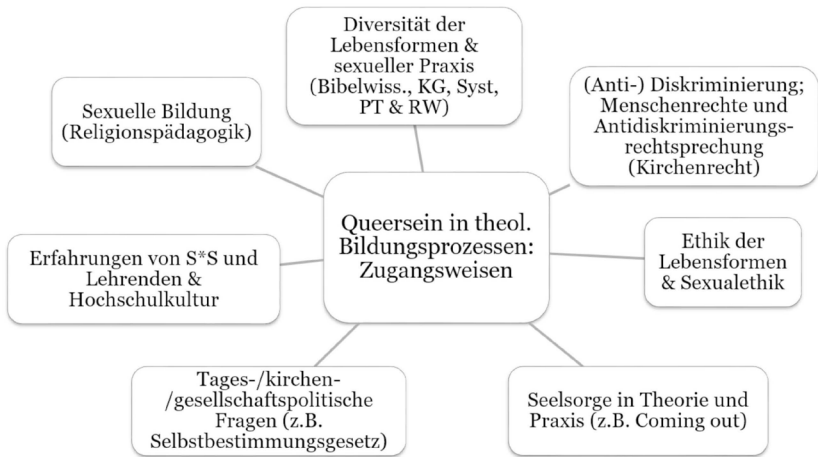 Diversität der
Lebensformen &
sexueller Praxis
(Bibelwiss., KG, Syst,
PT & RW)
(Anti-) Diskriminierung;
Menschenrechte und
Antidiskriminierungs-
rechtsprechung
(Kirchenrecht)
Sexuelle Bildung
(Religionspädagogik)
Queersein in theol.
Bildungsprozessen:
Zugangsweisen
Ethik der
Lebensformen
& Sexualethik
Erfahrungen von S*S und
Lehrenden &
Hochschulkultur
Tages-/kirchen-
/gesellschaftspolitische
Fragen (z.B.
Selbstbestimmungsgesetz)
Seelsorge in Theorie und
Praxis (z.B. Coming out)